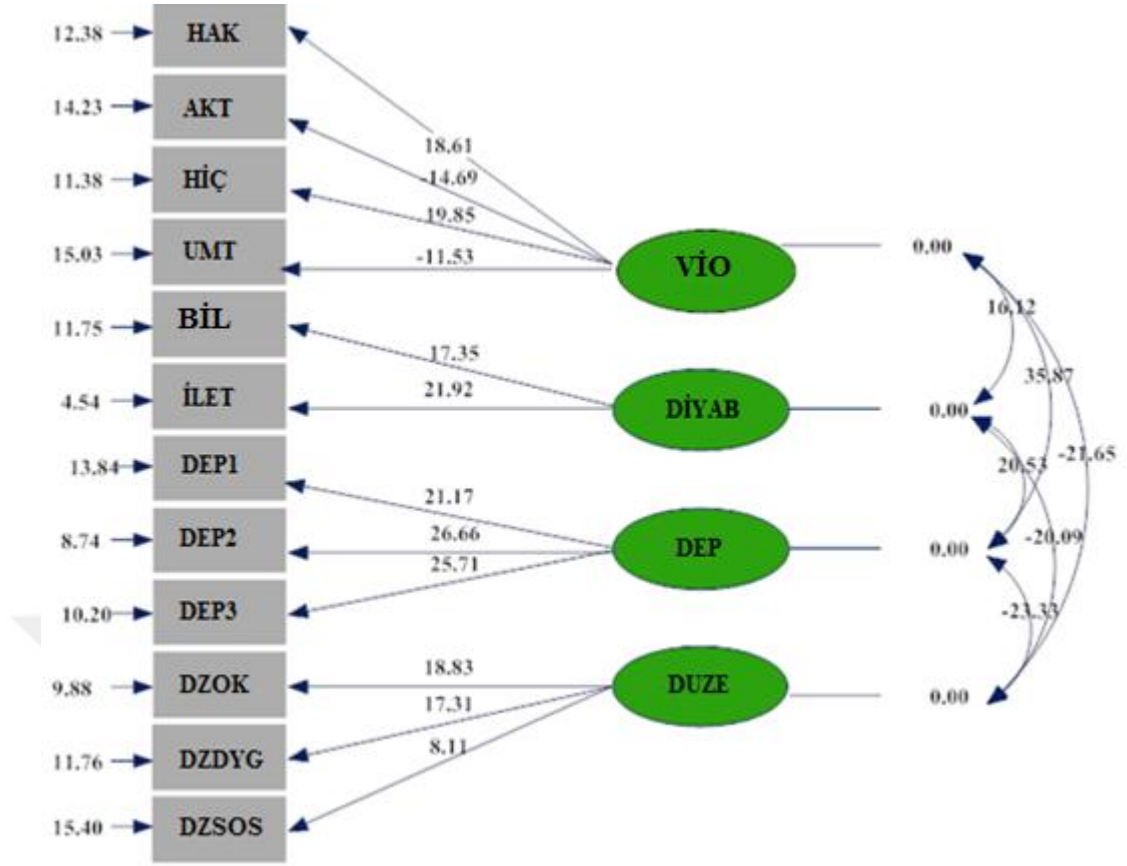 12.38 HAK
14.23 AKT
11.38 HİÇ
15.03 UMT
11.75 BİL
4.54 İLET
13.84 DEP1
8.74 DEP2
10.20 DEP3
9.88 DZOK
11.76 DZDYG
15.40 DZSOS
18.61
-14.69
19.85
-11.53
17.35
21.92
21.17
26.66
25.71
18.83
17.31
8.11
VİO
DİYAB
DEP
DUZE
0.00
0.00
0.00
0.00
16.12
35.87
-21.65
20.53
-20.09
-23.33